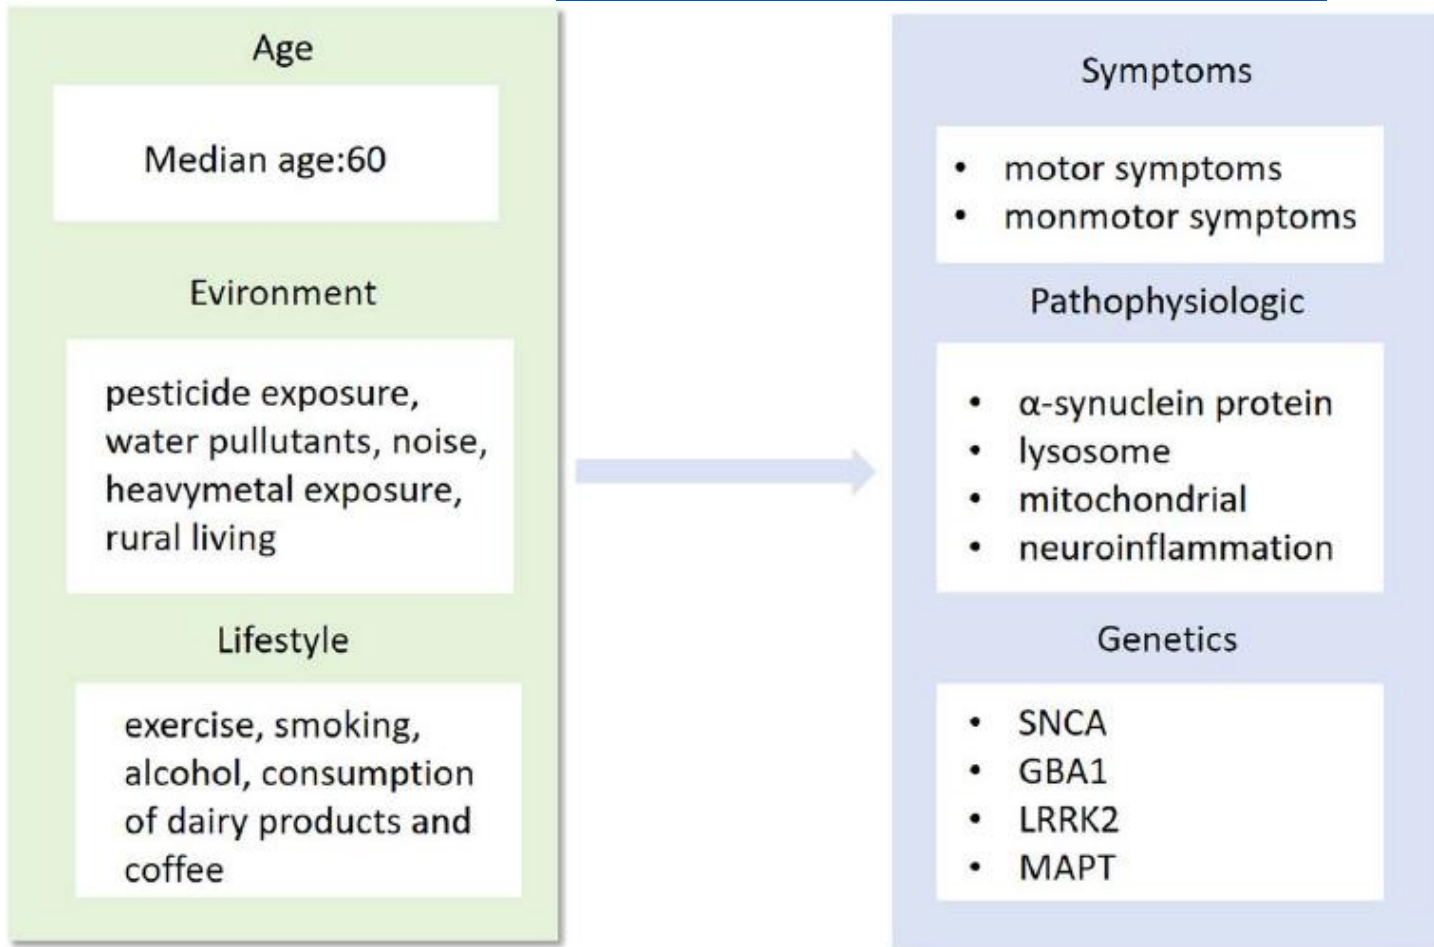 Age
Median age:60
Evironment
pesticide exposure,
water pullutants, noise,
heavymetal exposure,
rural living
Lifestyle
exercise, smoking,
alcohol, consumption
of dairy products and
coffee
Symptoms
• motor symptoms
• monmotor symptoms
Pathophysiologic
• α-synuclein protein
• lysosome
• mitochondrial
• neuroinflammation
Genetics
• SNCA
• GBA1
• LRRK2
• MAPT